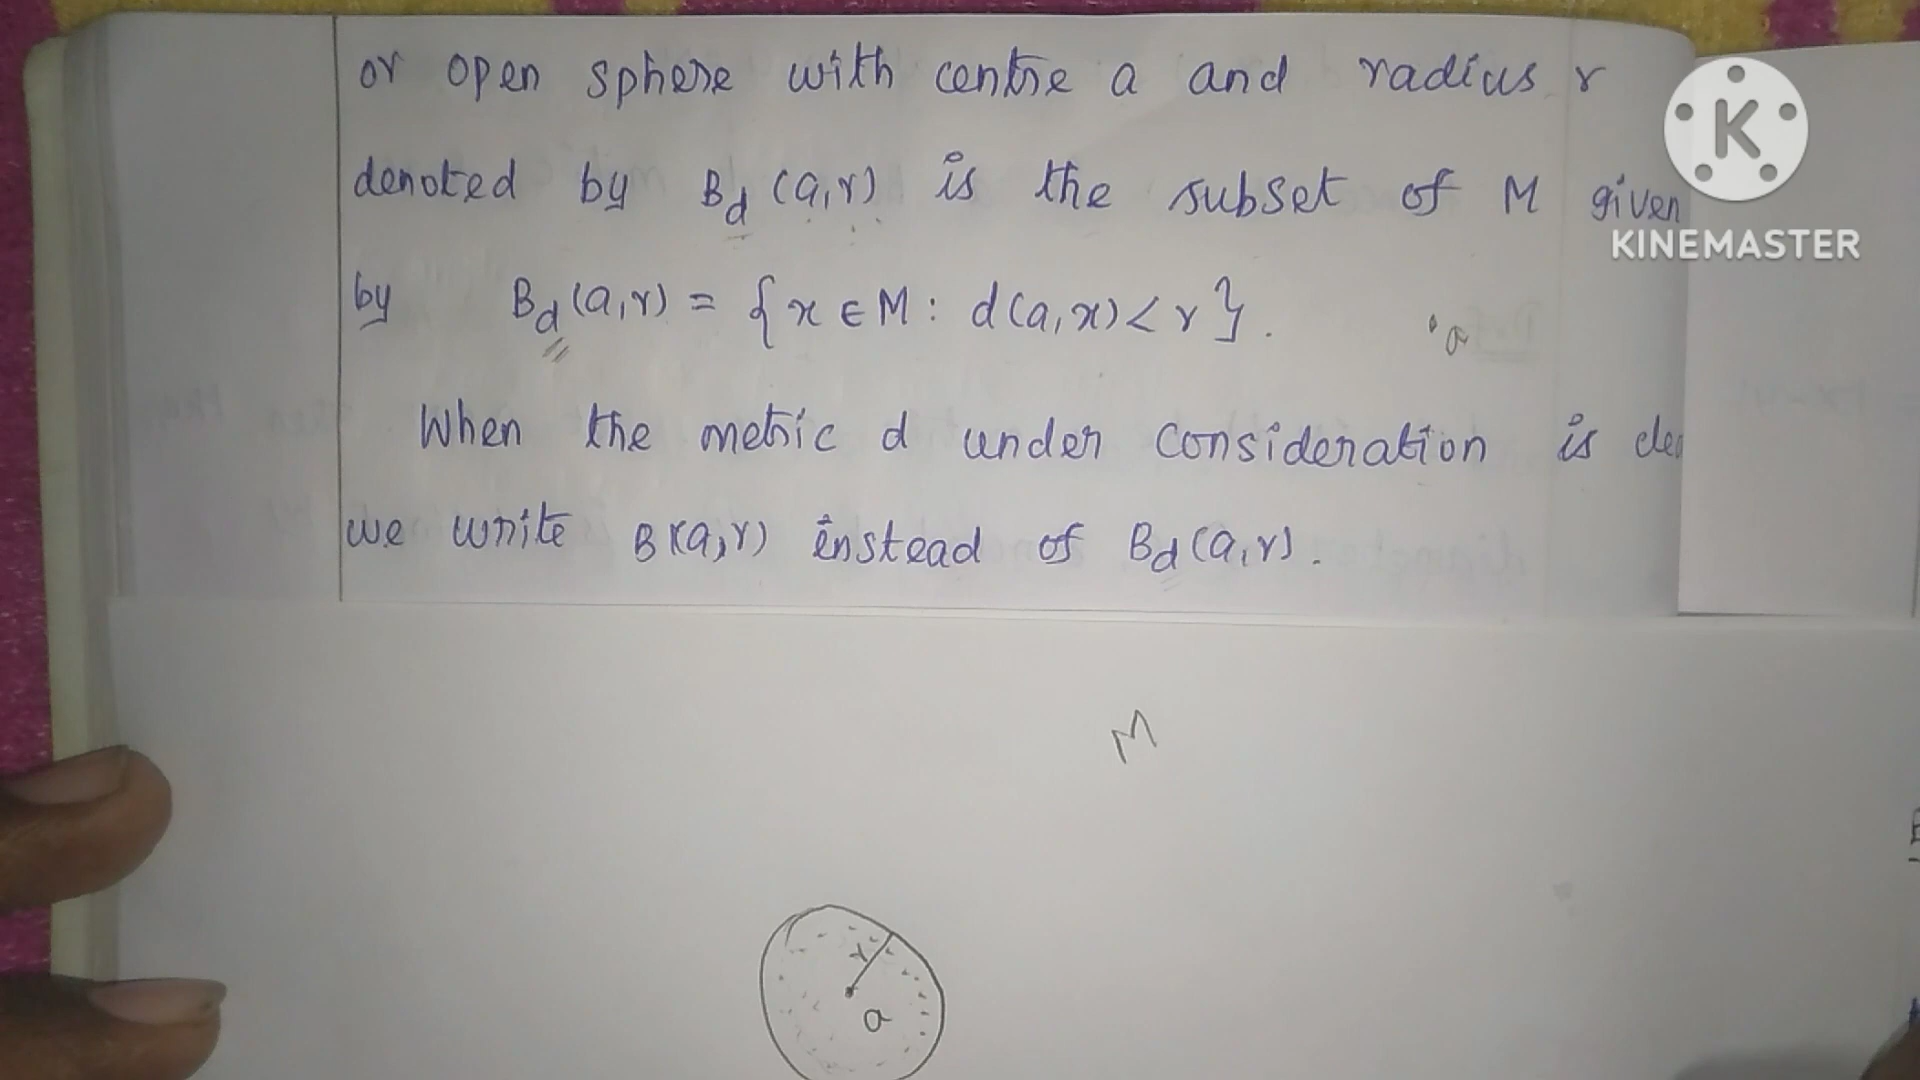 or open sphere with centre a and radius r
denoted by B_d (a,r) is the subset of M given
by B_d (a,r) = { x ∈ M : d(a,x) < r }.
a
When the metric d under consideration is
we write B(a,r) instead of B_d (a,r).
K
KINEMASTER
M
r
a